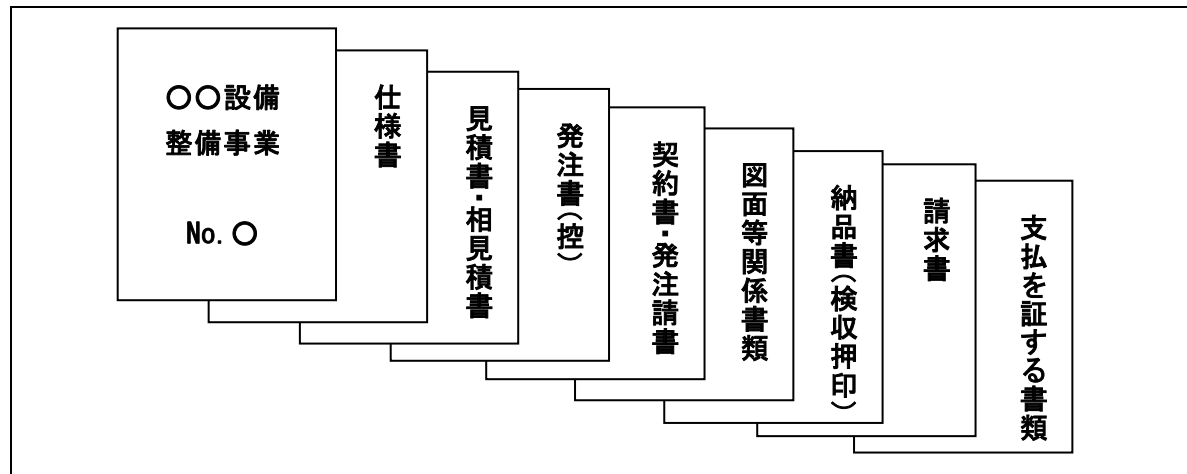 〇〇設備
整備事業
No. 〇
仕様書
見積書・相見積書
発注書(控)
契約書・発注請書
図面等関係書類
納品書(検収押印)
請求書
支払を証する書類